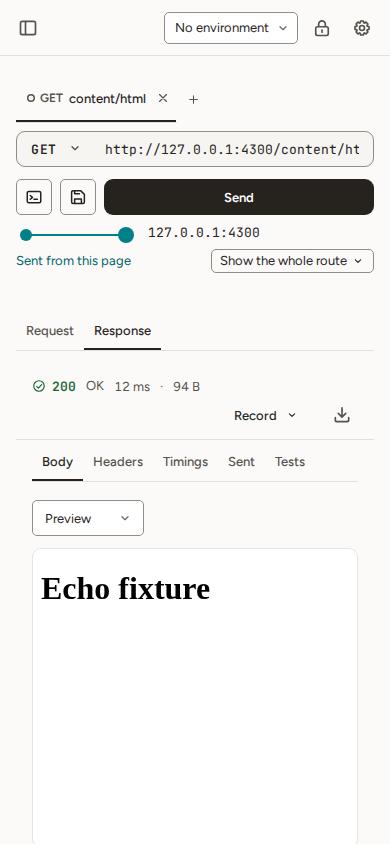 No environment
GET content/html
GET http://127.0.0.1:4300/content/ht
Send
127.0.0.1:4300
Sent from this page
Show the whole route
Request Response
200 OK 12 ms · 94 B
Record
Body Headers Timings Sent Tests
Preview
Echo fixture